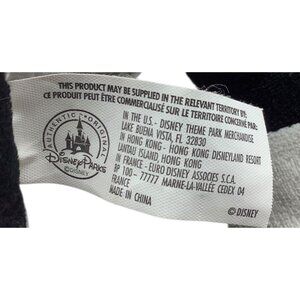 THIS PRODUCT MAY BE SUPPLIED IN THE RELEVANT TERRITORY BY:
CE PRODUIT PEUT ÊTRE COMMERCIALISÉ SUR LE TERRITOIRE CONCERNÉ PAR:
IN THE U.S. - DISNEY THEME PARK MERCHANDISE
LAKE BUENA VISTA, FL 32830
IN HONG KONG - HONG KONG DISNEYLAND RESORT
LANTAU ISLAND, HONG KONG
IN FRANCE - EURO DISNEY ASSOCIES S.C.A.
BP 100 - 77777 MARNE-LA-VALLÉE CEDEX 04
FRANCE
MADE IN CHINA
© DISNEY
AUTHENTIC ORIGINAL
DISNEY PARKS
© DISNEY